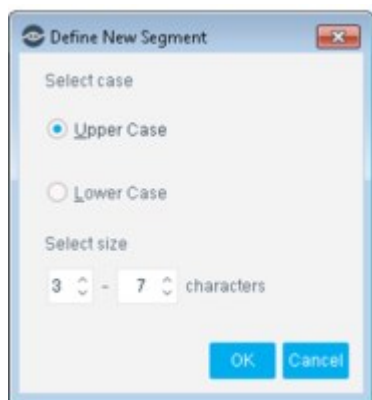 Define New Segment
Select case
Upper Case
Lower Case
Select size
3 - 7 characters
OK Cancel